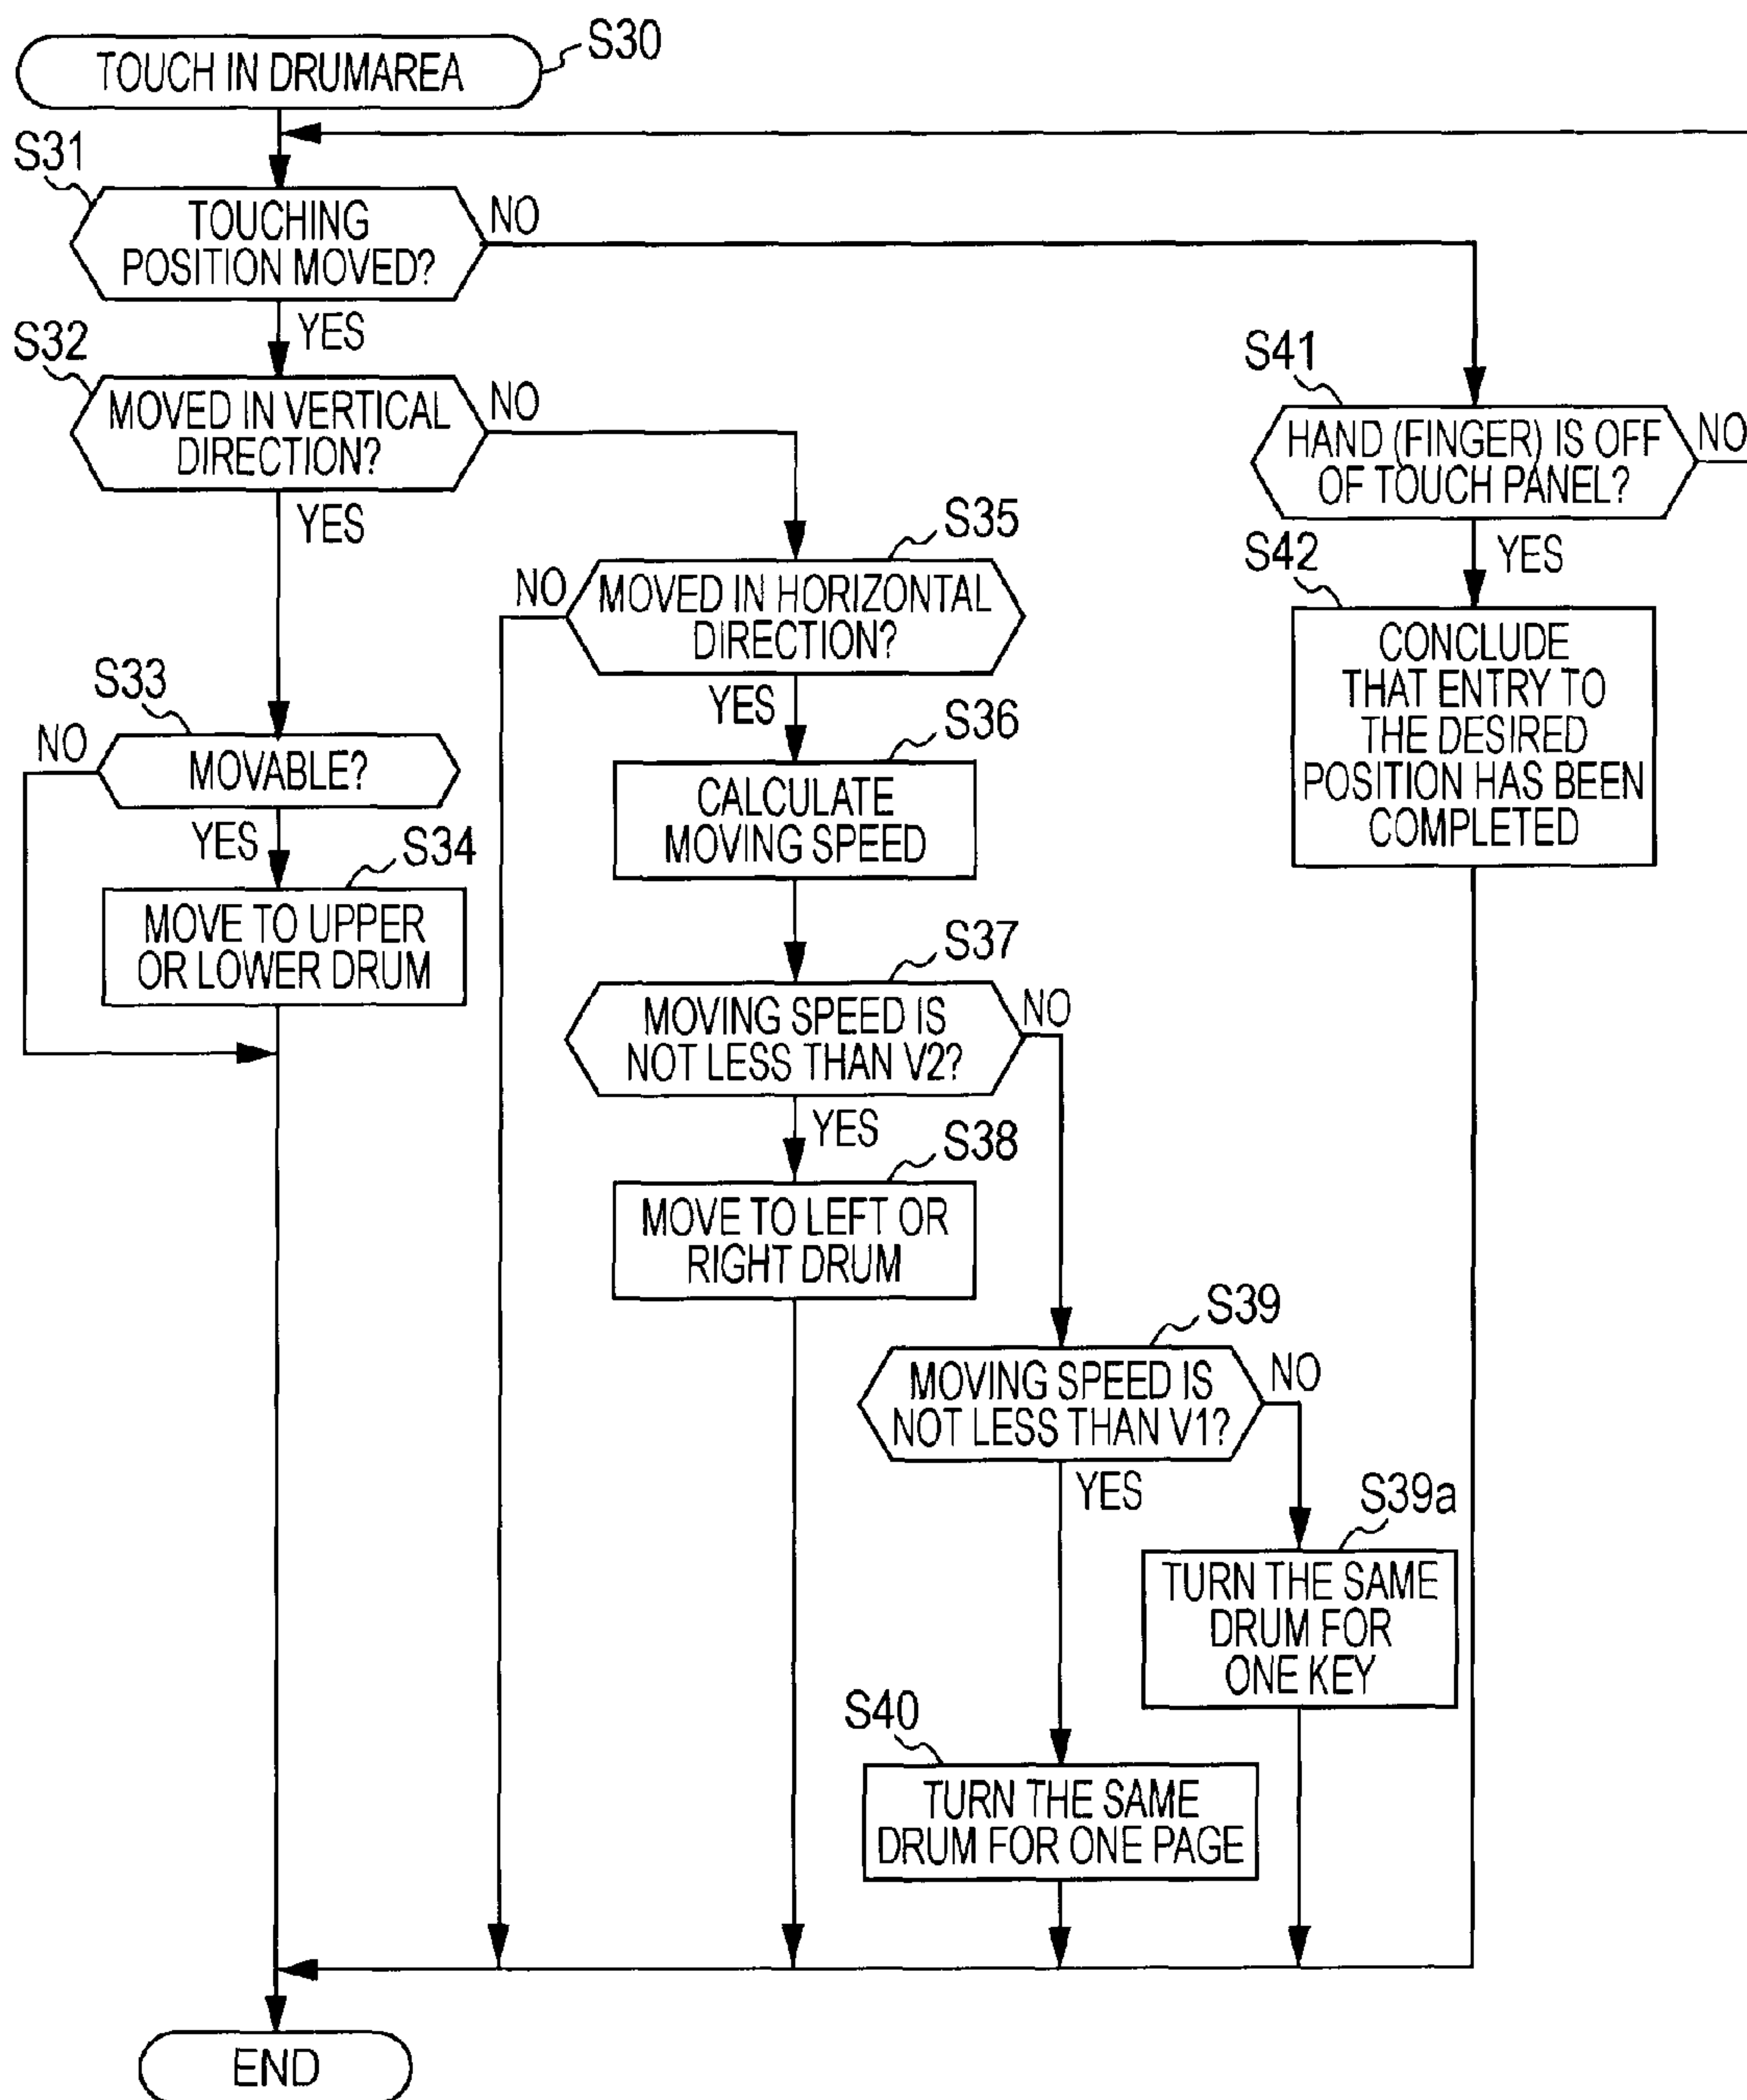 TOUCH IN DRUMAREA
S30
S31
TOUCHING
POSITION MOVED?
NO
YES
S32
MOVED IN VERTICAL
DIRECTION?
NO
YES
S41
HAND (FINGER) IS OFF
OF TOUCH PANEL?
NO
YES
S42
CONCLUDE
THAT ENTRY TO
THE DESIRED
POSITION HAS BEEN
COMPLETED
S35
NO
MOVED IN HORIZONTAL
DIRECTION?
YES
S33
NO
MOVABLE?
YES
S34
MOVE TO UPPER
OR LOWER DRUM
S36
CALCULATE
MOVING SPEED
S37
MOVING SPEED IS
NOT LESS THAN V2?
NO
YES
S38
MOVE TO LEFT OR
RIGHT DRUM
S39
MOVING SPEED IS
NOT LESS THAN V1?
NO
YES
S39a
TURN THE SAME
DRUM FOR
ONE KEY
S40
TURN THE SAME
DRUM FOR ONE PAGE
END